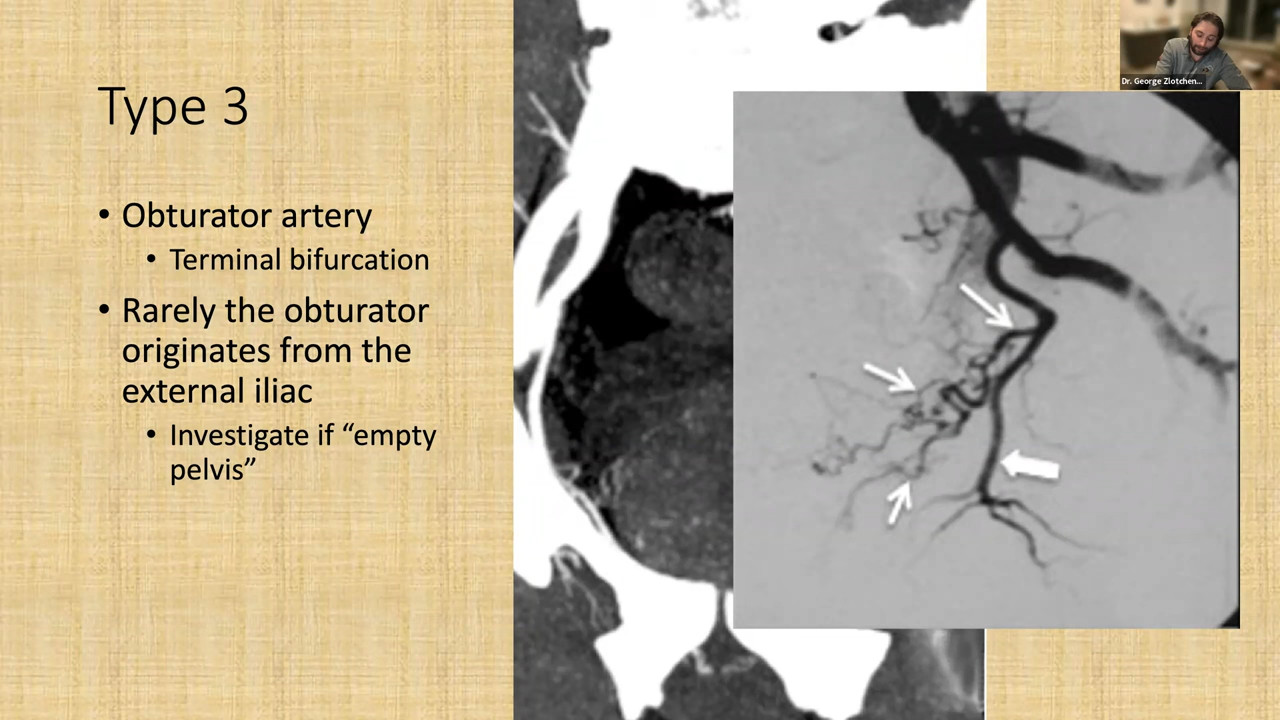 Type 3
• Obturator artery
• Terminal bifurcation
• Rarely the obturator
originates from the
external iliac
• Investigate if “empty
pelvis”
Dr. George Zlotchen...